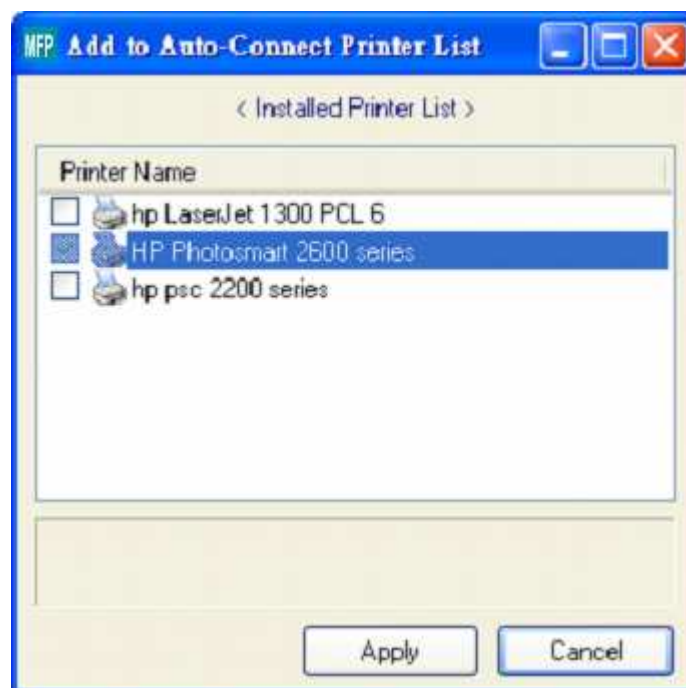 MFP Add to Auto-Connect Printer List
< Installed Printer List >
Printer Name
hp LaserJet 1300 PCL 6
HP Photosmart 2600 series
hp psc 2200 series
Apply Cancel